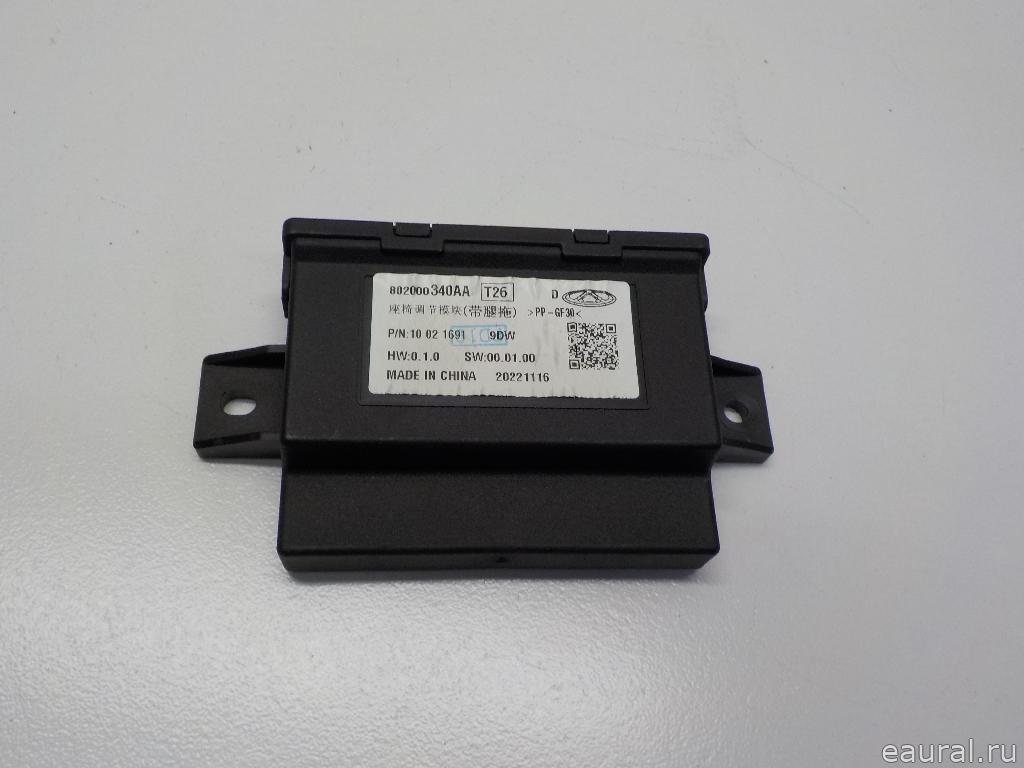 802000340AA T26 D
座椅调节模块(带腿拖) >PP-GF30<
P/N:10 02 1691 9DW
HW:0.1.0 SW:00.01.00
MADE IN CHINA 20221116
eaural.ru